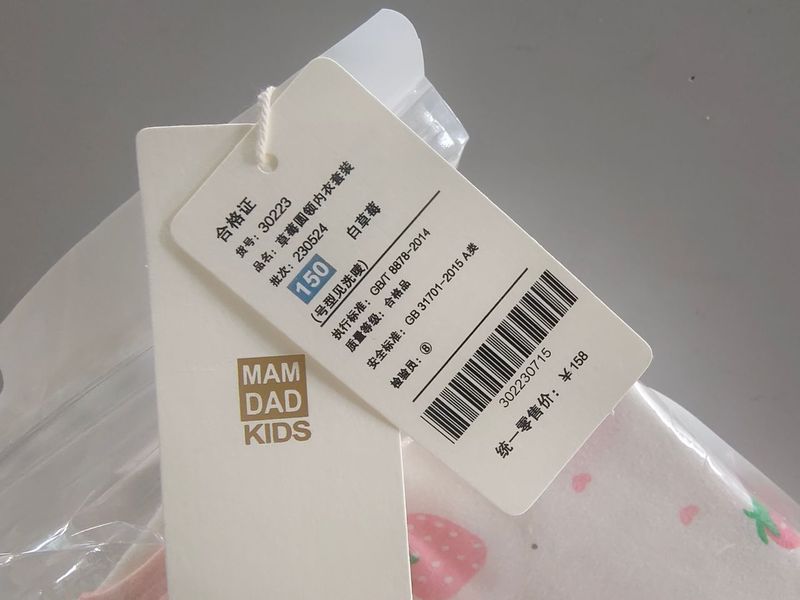 合格证
货号：30223
品名：草莓圆领内衣套装
批次：230524 白草莓
150
(号型见洗唛)
执行标准：GB/T 8878-2014
质量等级：合格品
安全标准：GB 31701-2015 A类
检验员：⑧
302230715
统一零售价：￥158
MAM
DAD
KIDS